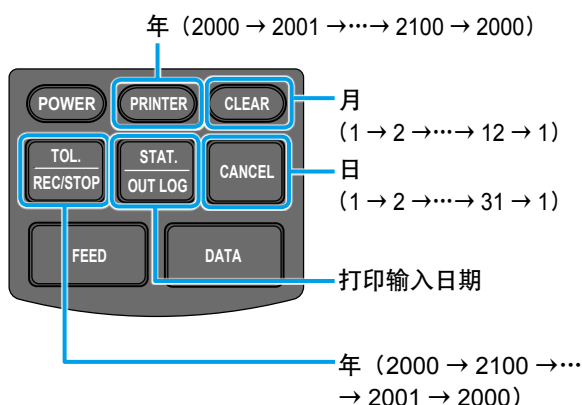 年（2000 → 2001 →···→ 2100 → 2000）
POWER
PRINTER
CLEAR
月
（1 → 2 →···→ 12 → 1）
TOL.
REC/STOP
STAT.
OUT LOG
CANCEL
日
（1 → 2 →···→ 31 → 1）
FEED
DATA
打印输入日期
年（2000 → 2100 →···
→ 2001 → 2000）